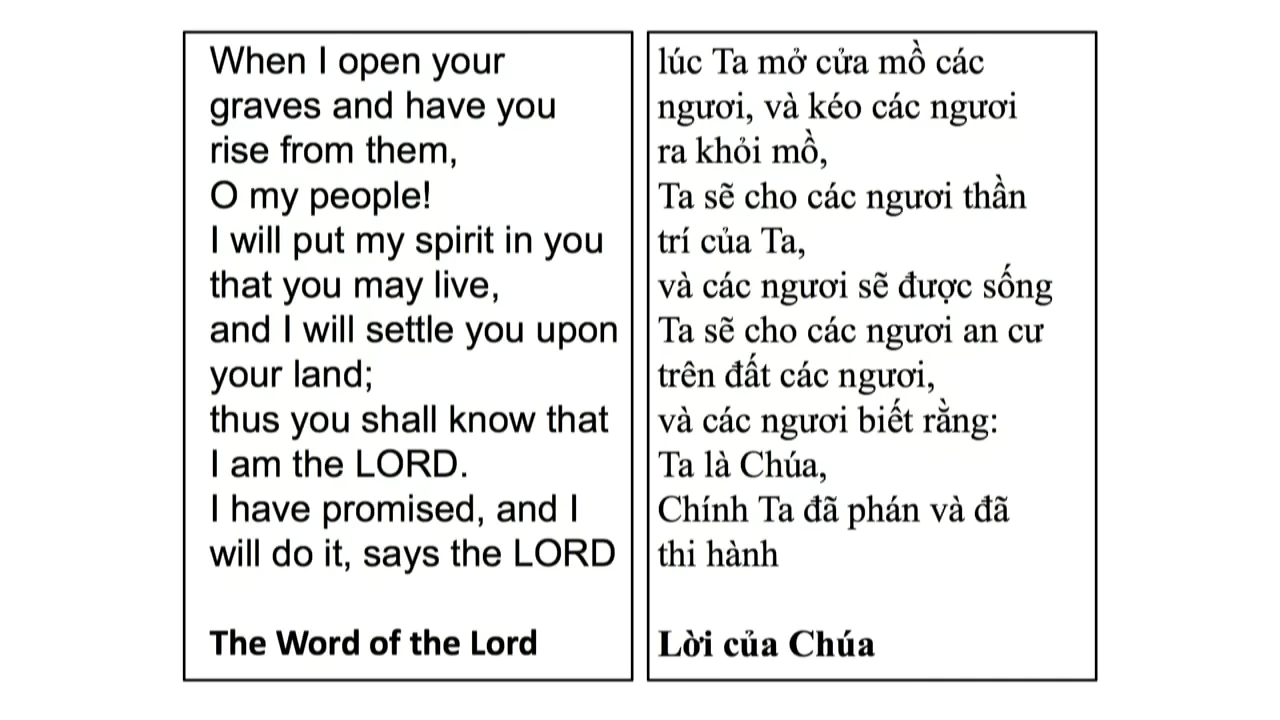 When I open your
graves and have you
rise from them,
O my people!
I will put my spirit in you
that you may live,
and I will settle you upon
your land;
thus you shall know that
I am the LORD.
I have promised, and I
will do it, says the LORD
The Word of the Lord
lúc Ta mở cửa mồ các
ngươi, và kéo các ngươi
ra khỏi mồ,
Ta sẽ cho các ngươi thần
trí của Ta,
và các ngươi sẽ được sống
Ta sẽ cho các ngươi an cư
trên đất các ngươi,
và các ngươi biết rằng:
Ta là Chúa,
Chính Ta đã phán và đã
thi hành
Lời của Chúa